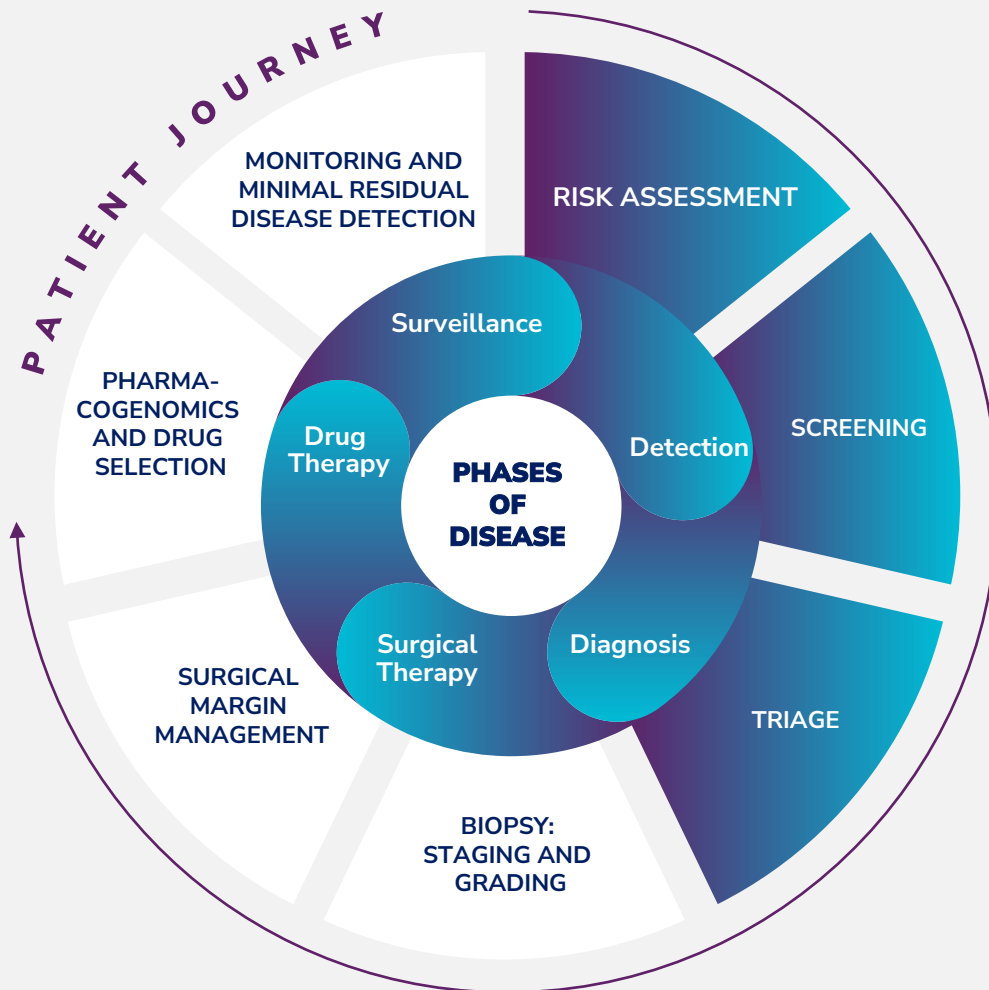 PATIENT JOURNEY
MONITORING AND
MINIMAL RESIDUAL
DISEASE DETECTION
RISK ASSESSMENT
SCREENING
TRIAGE
BIOPSY:
STAGING AND
GRADING
SURGICAL
MARGIN
MANAGEMENT
PHARMA-
COGENOMICS
AND DRUG
SELECTION
Surveillance
Detection
Diagnosis
Surgical
Therapy
Drug
Therapy
PHASES
OF
DISEASE